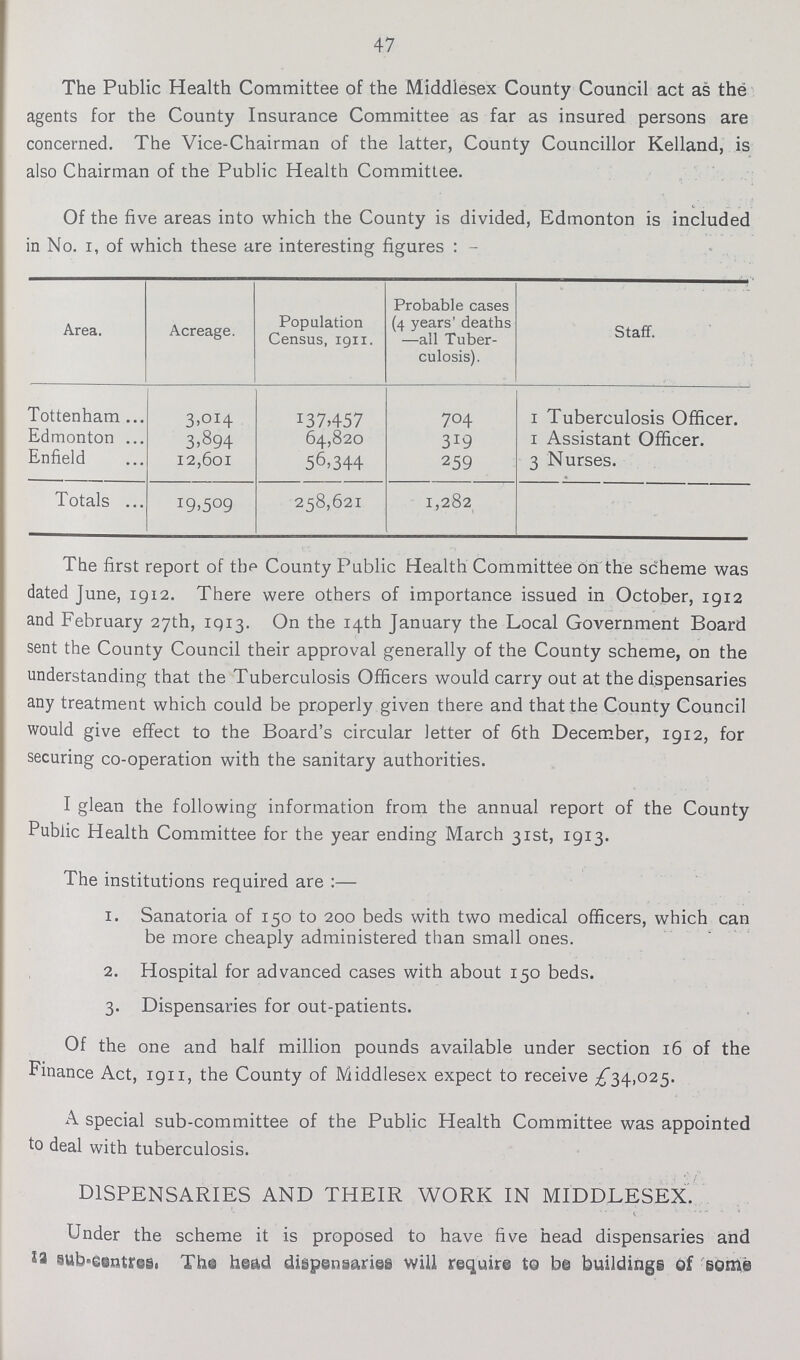 47
The Public Health Committee of the Middlesex County Council act as the
agents for the County Insurance Committee as far as insured persons are
concerned. The Vice-Chairman of the latter, County Councillor Kelland, is
also Chairman of the Public Health Committee.
Of the five areas into which the County is divided, Edmonton is included
in No. 1, of which these are interesting figures : -
Area. Acreage. Population Census, 1911. Probable cases (4 years' deaths —all Tuber- culosis). Staff.
Tottenham ... 3,014 137,457 704 1 Tuberculosis Officer.
Edmonton ... 3,894 64,820 319 1 Assistant Officer.
Enfield ... 12,601 56,344 259 3 Nurses.
Totals ... 19,509 258,621 1,282
The first report of the County Public Health Committee on the scheme was
dated June, 1912. There were others of importance issued in October, 1912
and February 27th, 1913. On the 14th January the Local Government Board
sent the County Council their approval generally of the County scheme, on the
understanding that the Tuberculosis Officers would carry out at the dispensaries
any treatment which could be properly given there and that the County Council
would give effect to the Board's circular letter of 6th December, 1912, for
securing co-operation with the sanitary authorities.
I glean the following information from the annual report of the County
Public Health Committee for the year ending March 31st, 1913.
The institutions required are :—
1. Sanatoria of 150 to 200 beds with two medical officers, which can
be more cheaply administered than small ones.
2. Hospital for advanced cases with about 150 beds.
3. Dispensaries for out-patients.
Of the one and half million pounds available under section 16 of the
Finance Act, 1911, the County of Middlesex expect to receive £34,025.
A special sub-committee of the Public Health Committee was appointed
to deal with tuberculosis.
DISPENSARIES AND THEIR WORK IN MIDDLESEX.
Under the scheme it is proposed to have five head dispensaries and
12 sub-centres. The head dispensaries will require to be buildings of some